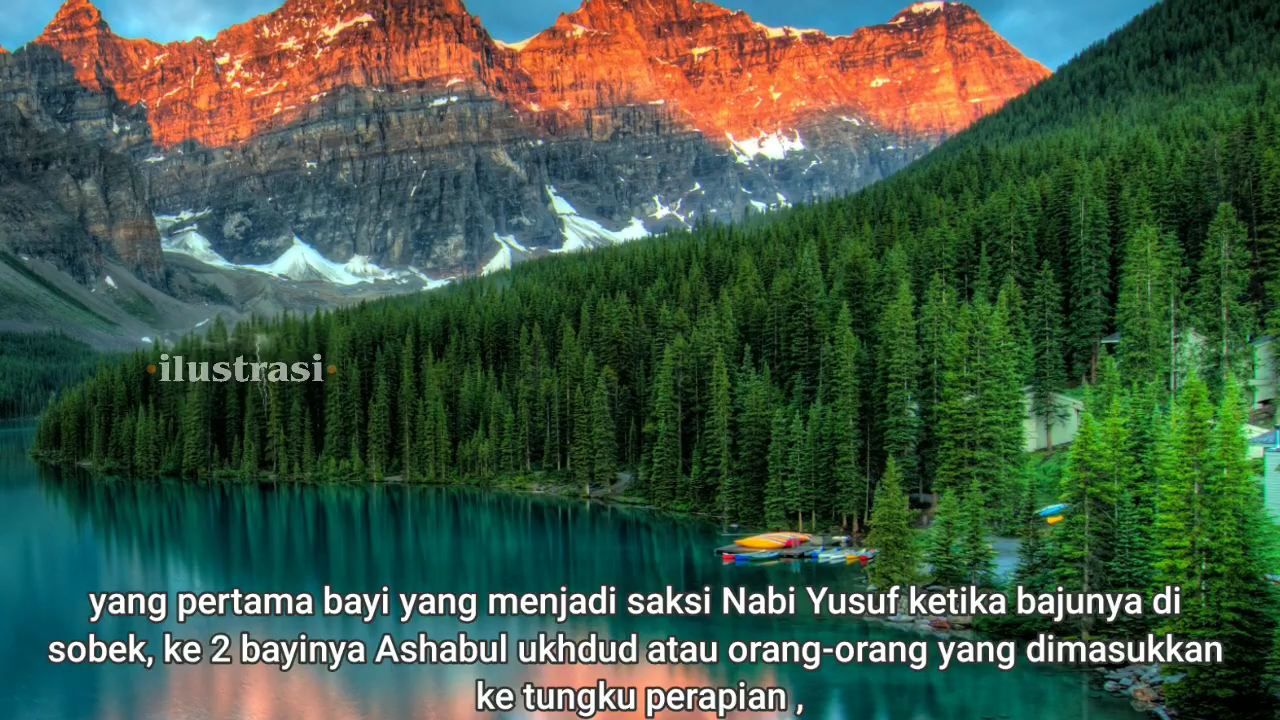 •ilustrasi•
yang pertama bayi yang menjadi saksi Nabi Yusuf ketika bajunya di
sobek, ke 2 bayinya Ashabul ukhdud atau orang-orang yang dimasukkan
ke tungku perapian ,